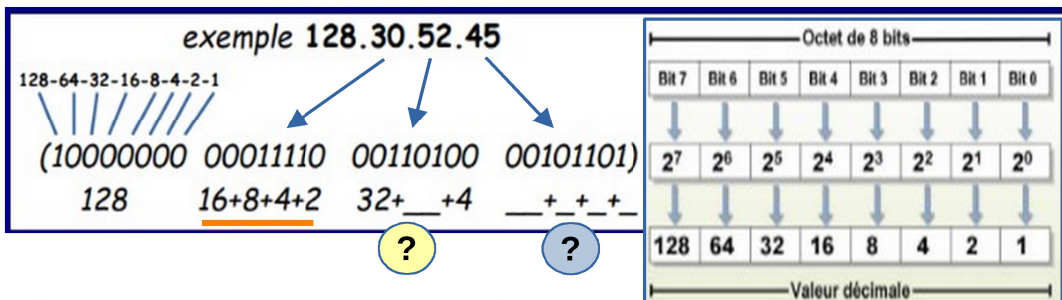 exemple 128.30.52.45
128-64-32-16-8-4-2-1
(10000000 00011110 00110100 00101101)
128 16+8+4+2 32+__+4 __+_+_+_
? ?
Octet de 8 bits
Bit 7 Bit 6 Bit 5 Bit 4 Bit 3 Bit 2 Bit 1 Bit 0
2⁷ 2⁶ 2⁵ 2⁴ 2³ 2² 2¹ 2⁰
128 64 32 16 8 4 2 1
Valeur décimale